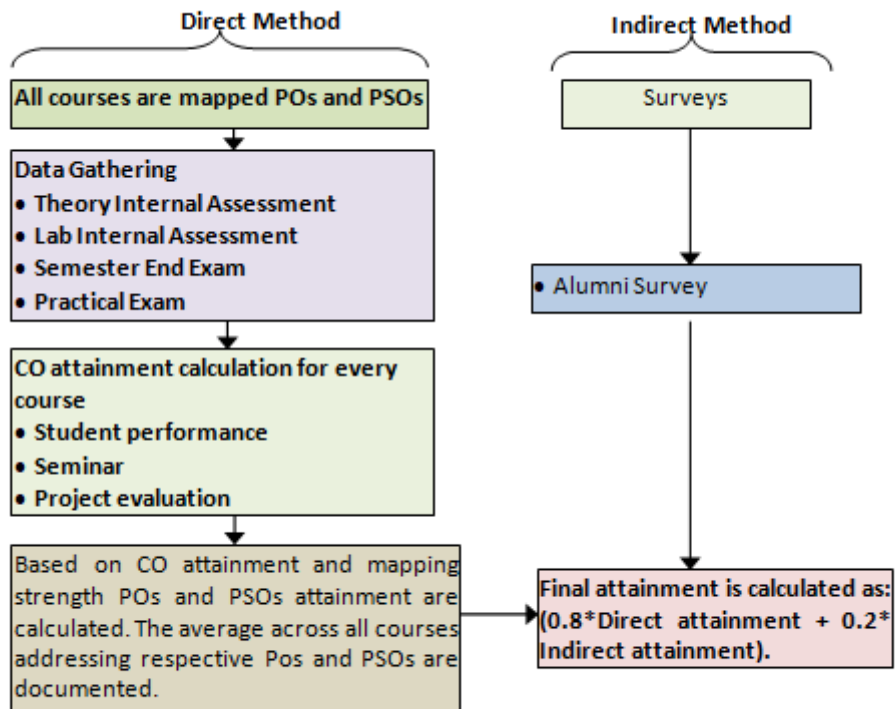 Direct Method
All courses are mapped POs and PSOs
Data Gathering
• Theory Internal Assessment
• Lab Internal Assessment
• Semester End Exam
• Practical Exam
CO attainment calculation for every
course
• Student performance
• Seminar
• Project evaluation
Based on CO attainment and mapping
strength POs and PSOs attainment are
calculated. The average across all courses
addressing respective Pos and PSOs are
documented.
Indirect Method
Surveys
• Alumni Survey
Final attainment is calculated as:
(0.8*Direct attainment + 0.2*
Indirect attainment).